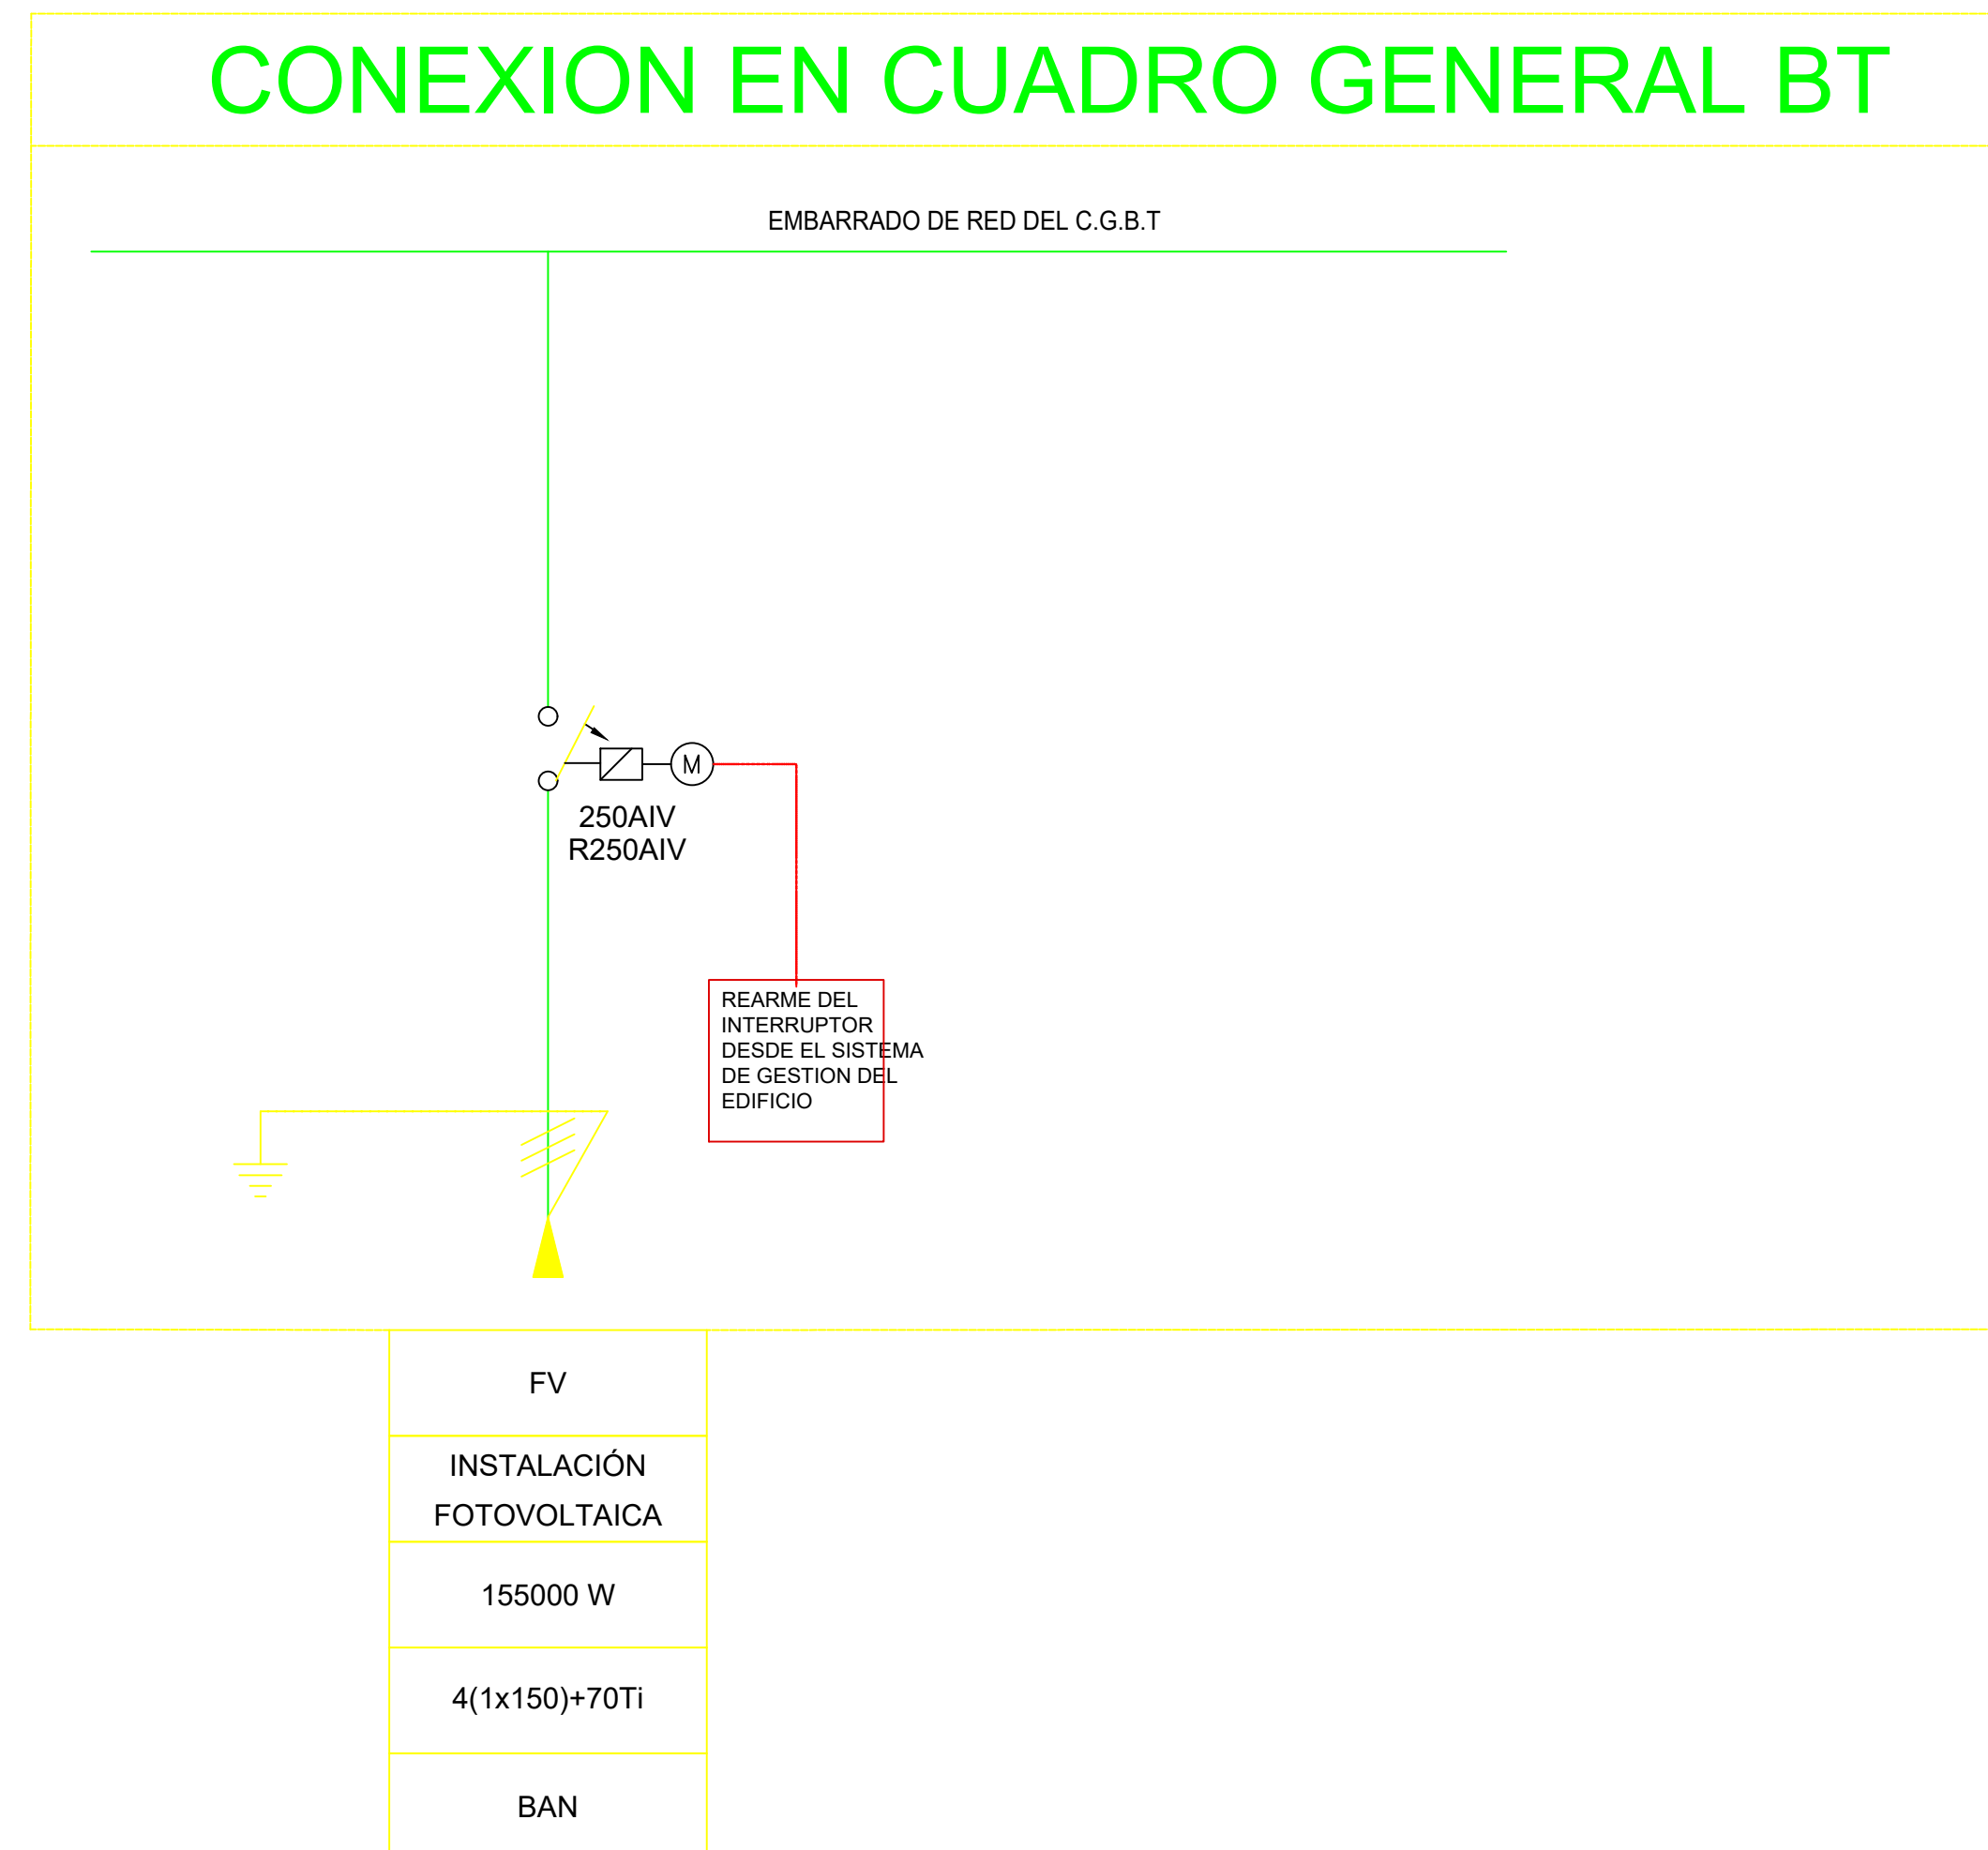 CONEXION EN CUADRO GENERAL BT
EMBARRADO DE RED DEL C.G.B.T
M
250AIV
R250AIV
REARME DEL
INTERRUPTOR
DESDE EL SISTEMA
DE GESTION DEL
EDIFICIO
FV
INSTALACIÓN
FOTOVOLTAICA
155000 W
4(1x150)+70Ti
BAN